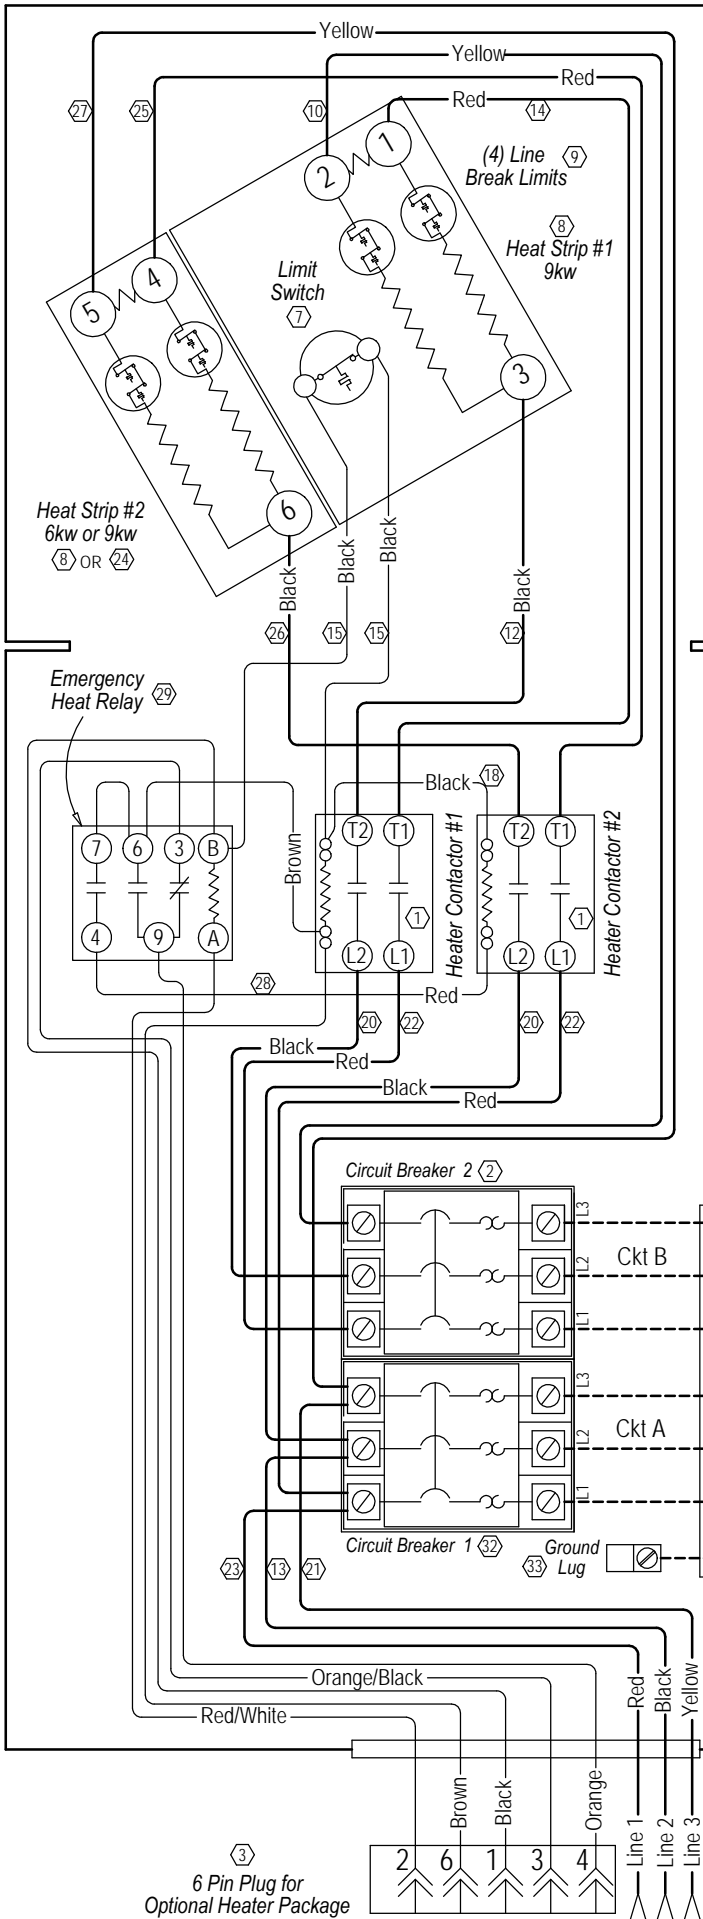 Yellow
Yellow
Red
Red
27
25
10
14
(4) Line
Break Limits
9
8
Heat Strip #1
9kw
1
2
3
4
5
6
Limit
Switch
7
Heat Strip #2
6kw or 9kw
8 OR 24
Black
Black
Black
Black
26
15
15
12
Emergency
Heat Relay
29
Black
18
7
6
3
B
4
9
A
Brown
T2
T1
1
L2
L1
Heater Contactor #1
T2
T1
1
L2
L1
Heater Contactor #2
28
Red
20
22
20
22
Black
Red
Black
Red
Circuit Breaker 2 2
L3
L2
L1
Ckt B
L3
L2
L1
Ckt A
Circuit Breaker 1 32
33
Ground
Lug
23
13
21
Orange/Black
Red/White
Red
Black
Yellow
Brown
Black
Orange
Line 1
Line 2
Line 3
2 6 1 3 4
3
6 Pin Plug for
Optional Heater Package